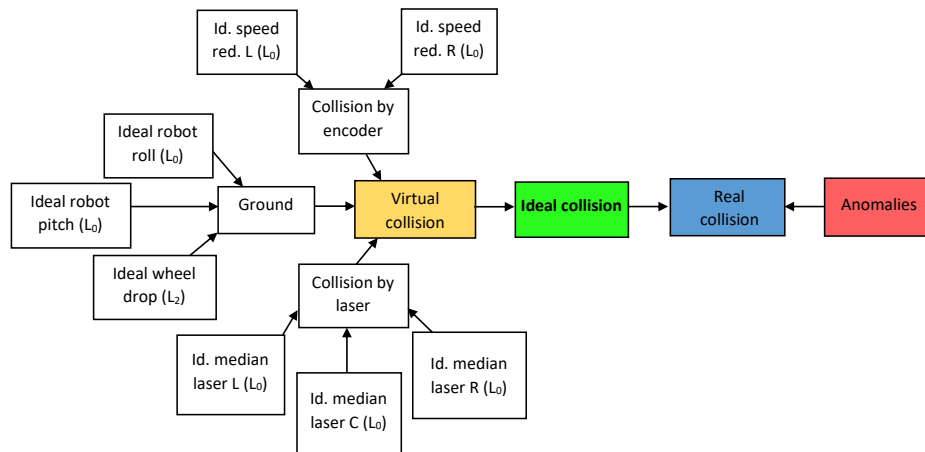 Id. speed
red. L (L₀)
Id. speed
red. R (L₀)
Collision by
encoder
Ideal robot
roll (L₀)
Ideal robot
pitch (L₀)
Ground
Virtual
collision
Ideal collision
Real
collision
Anomalies
Ideal wheel
drop (L₂)
Collision by
laser
Id. median
laser L (L₀)
Id. median
laser C (L₀)
Id. median
laser R (L₀)